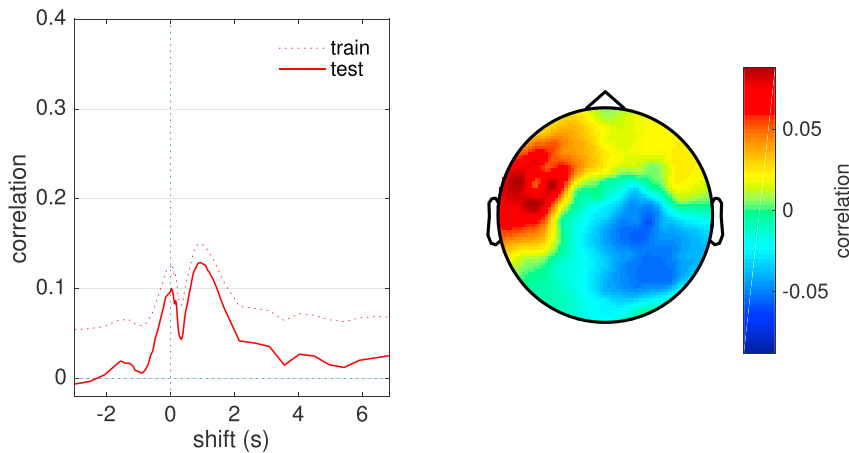 0.4
0.3
0.2
0.1
0
correlation
train
test
-2
0
2
4
6
shift (s)
0.05
0
-0.05
correlation